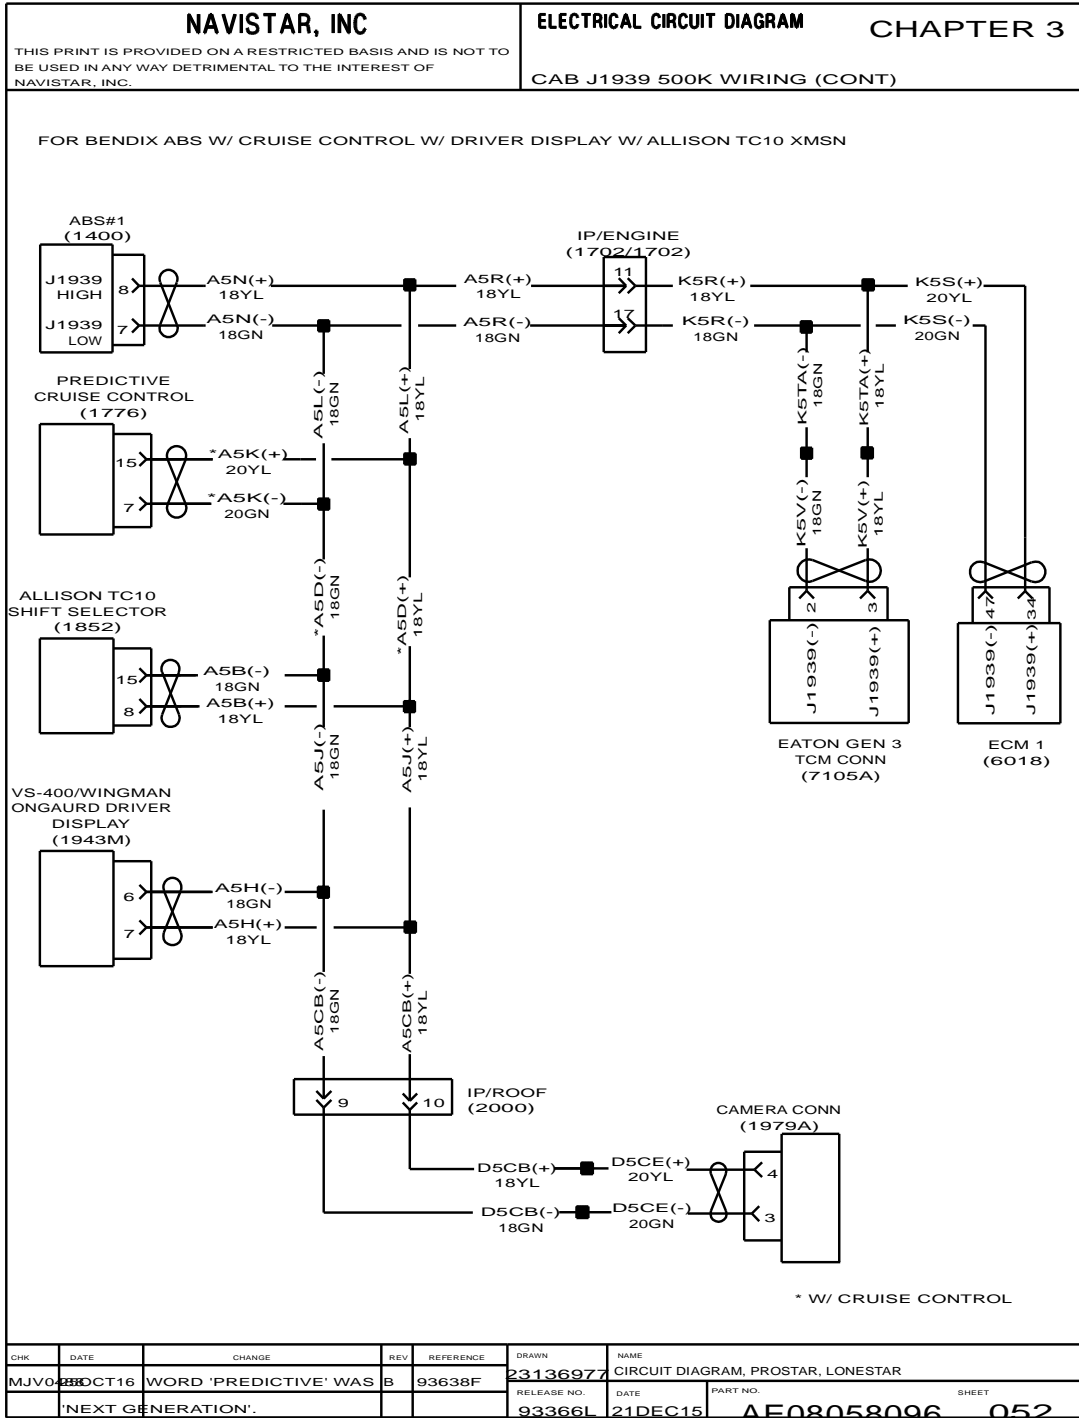 NAVISTAR, INC
THIS PRINT IS PROVIDED ON A RESTRICTED BASIS AND IS NOT TO
BE USED IN ANY WAY DETRIMENTAL TO THE INTEREST OF
NAVISTAR, INC.
ELECTRICAL CIRCUIT DIAGRAM
CHAPTER 3
CAB J1939 500K WIRING (CONT)
FOR BENDIX ABS W/ CRUISE CONTROL W/ DRIVER DISPLAY W/ ALLISON TC10 XMSN
ABS#1
(1400)
J1939
HIGH
8
J1939
LOW
7
A5N(+)
18YL
A5N(-)
18GN
A5R(+)
18YL
A5R(-)
18GN
IP/ENGINE
(1702/1702)
11
17
K5R(+)
18YL
K5R(-)
18GN
K5S(+)
20YL
K5S(-)
20GN
A5L(-)
18GN
A5L(+)
18YL
K5TA(-)
18GN
K5TA(+)
18YL
PREDICTIVE
CRUISE CONTROL
(1776)
15
7
*A5K(+)
20YL
*A5K(-)
20GN
K5V(-)
18GN
K5V(+)
18YL
*A5D(-)
18GN
*A5D(+)
18YL
ALLISON TC10
SHIFT SELECTOR
(1852)
15
8
A5B(-)
18GN
A5B(+)
18YL
2
3
J1939(-)
J1939(+)
EATON GEN 3
TCM CONN
(7105A)
47
34
J1939(-)
J1939(+)
ECM 1
(6018)
A5J(-)
18GN
A5J(+)
18YL
VS-400/WINGMAN
ONGAURD DRIVER
DISPLAY
(1943M)
6
7
A5H(-)
18GN
A5H(+)
18YL
A5CB(-)
18GN
A5CB(+)
18YL
9
10
IP/ROOF
(2000)
CAMERA CONN
(1979A)
4
3
D5CB(+)
18YL
D5CE(+)
20YL
D5CB(-)
18GN
D5CE(-)
20GN
* W/ CRUISE CONTROL
CHK DATE CHANGE REV REFERENCE
WORD 'PREDICTIVE' WAS B 93638F
'NEXT GENERATION'.
DRAWN
23136977
NAME
CIRCUIT DIAGRAM, PROSTAR, LONESTAR
RELEASE NO.
93366L
DATE
21DEC15
PART NO.
AF08058096
SHEET
052